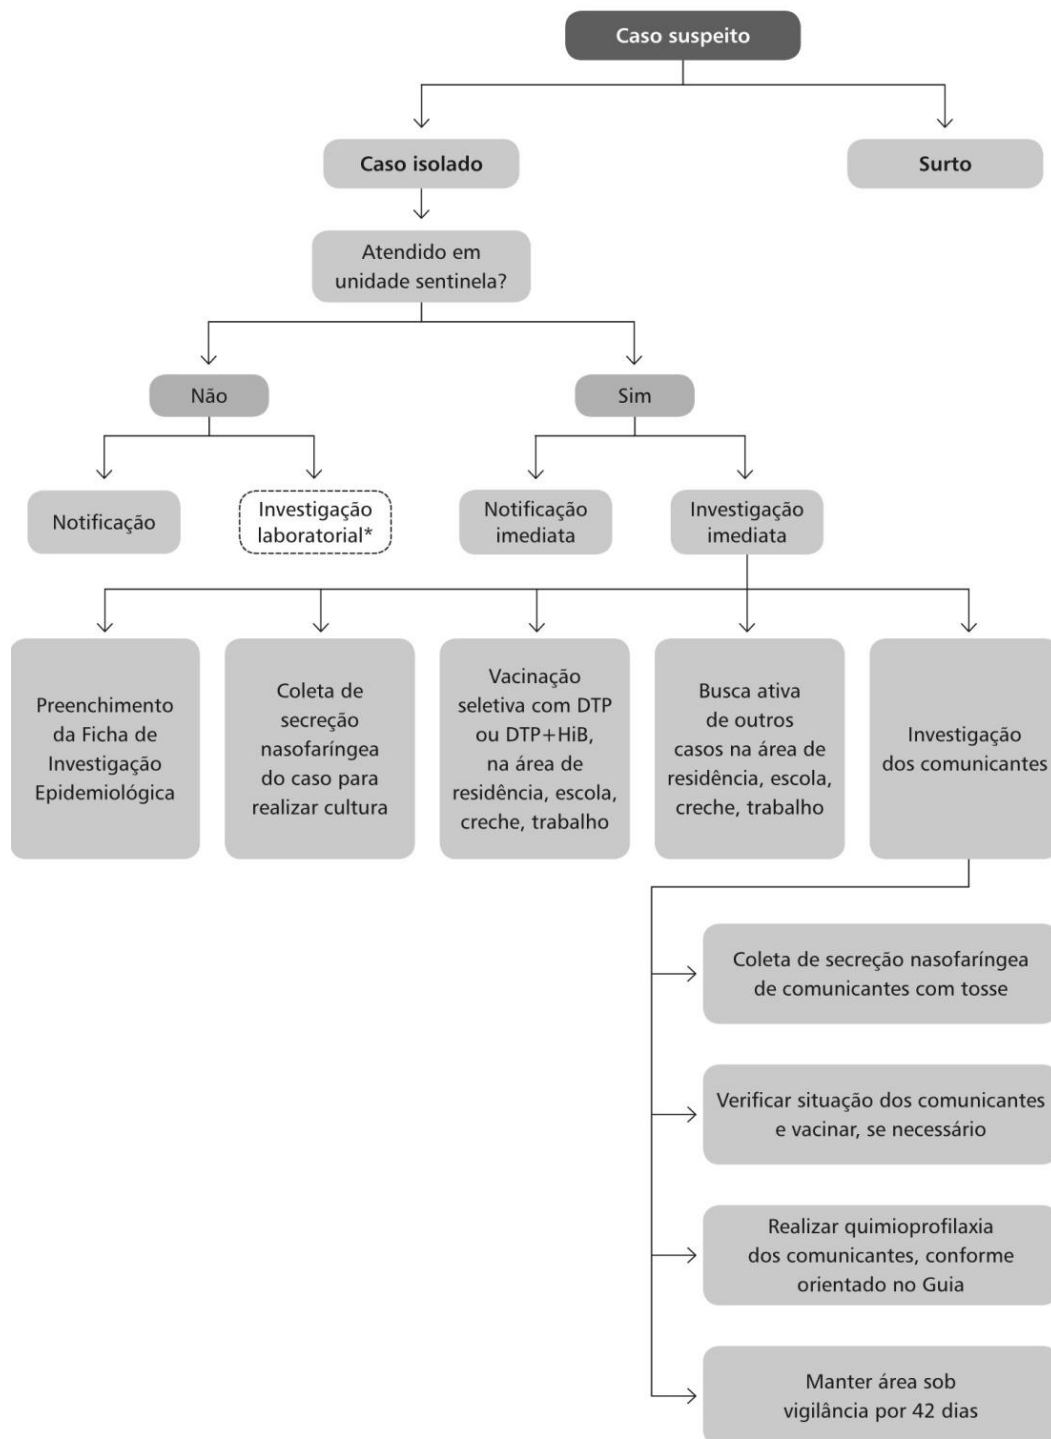 Caso suspeito
Caso isolado
Surto
Atendido em
unidade sentinela?
Não
Sim
Notificação
Investigação
laboratorial*
Notificação
imediata
Investigação
imediata
Preenchimento
da Ficha de
Investigação
Epidemiológica
Coleta de
secreção
nasofaríngea
do caso para
realizar cultura
Vacinação
seletiva com DTP
ou DTP+HiB,
na área de
residência, escola,
creche, trabalho
Busca ativa
de outros
casos na área de
residência, escola,
creche, trabalho
Investigação
dos comunicantes
Coleta de secreção nasofaríngea
de comunicantes com tosse
Verificar situação dos comunicantes
e vacinar, se necessário
Realizar quimioprofilaxia
dos comunicantes, conforme
orientado no Guia
Manter área sob
vigilância por 42 dias